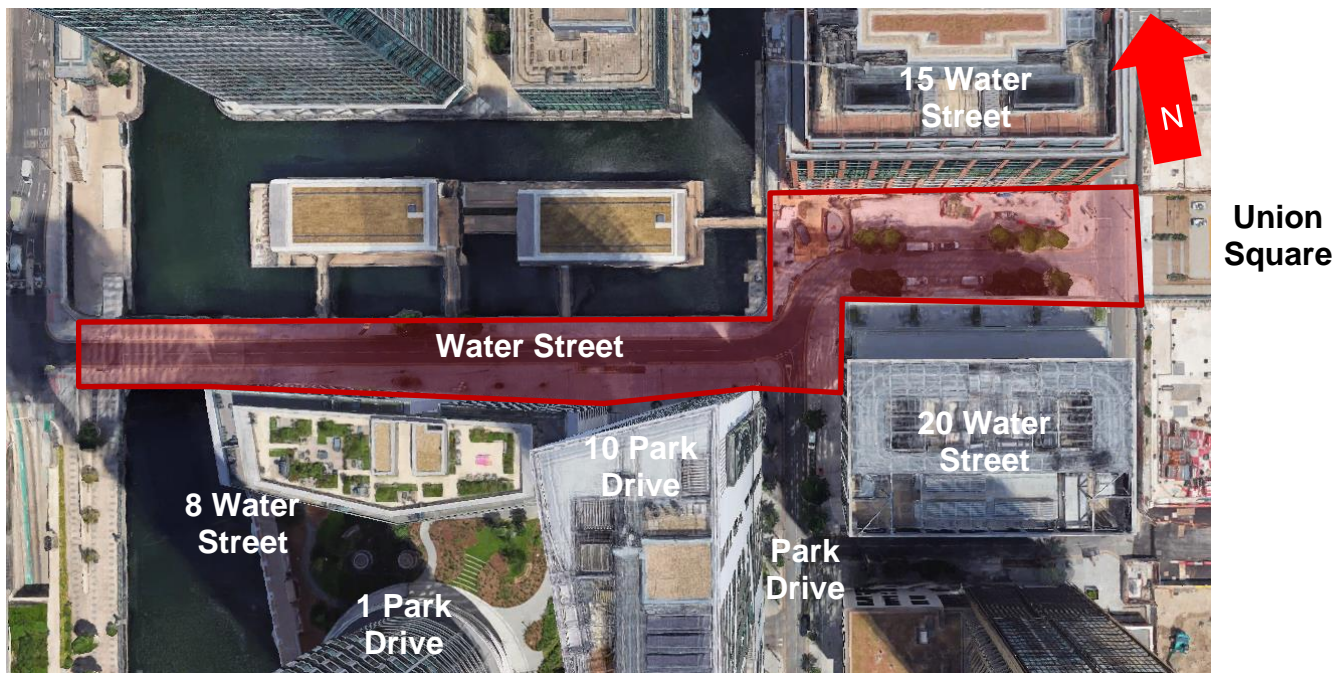 15 Water
Street
N
Union
Square
Water Street
10 Park
Drive
20 Water
Street
8 Water
Street
Park
Drive
1 Park
Drive